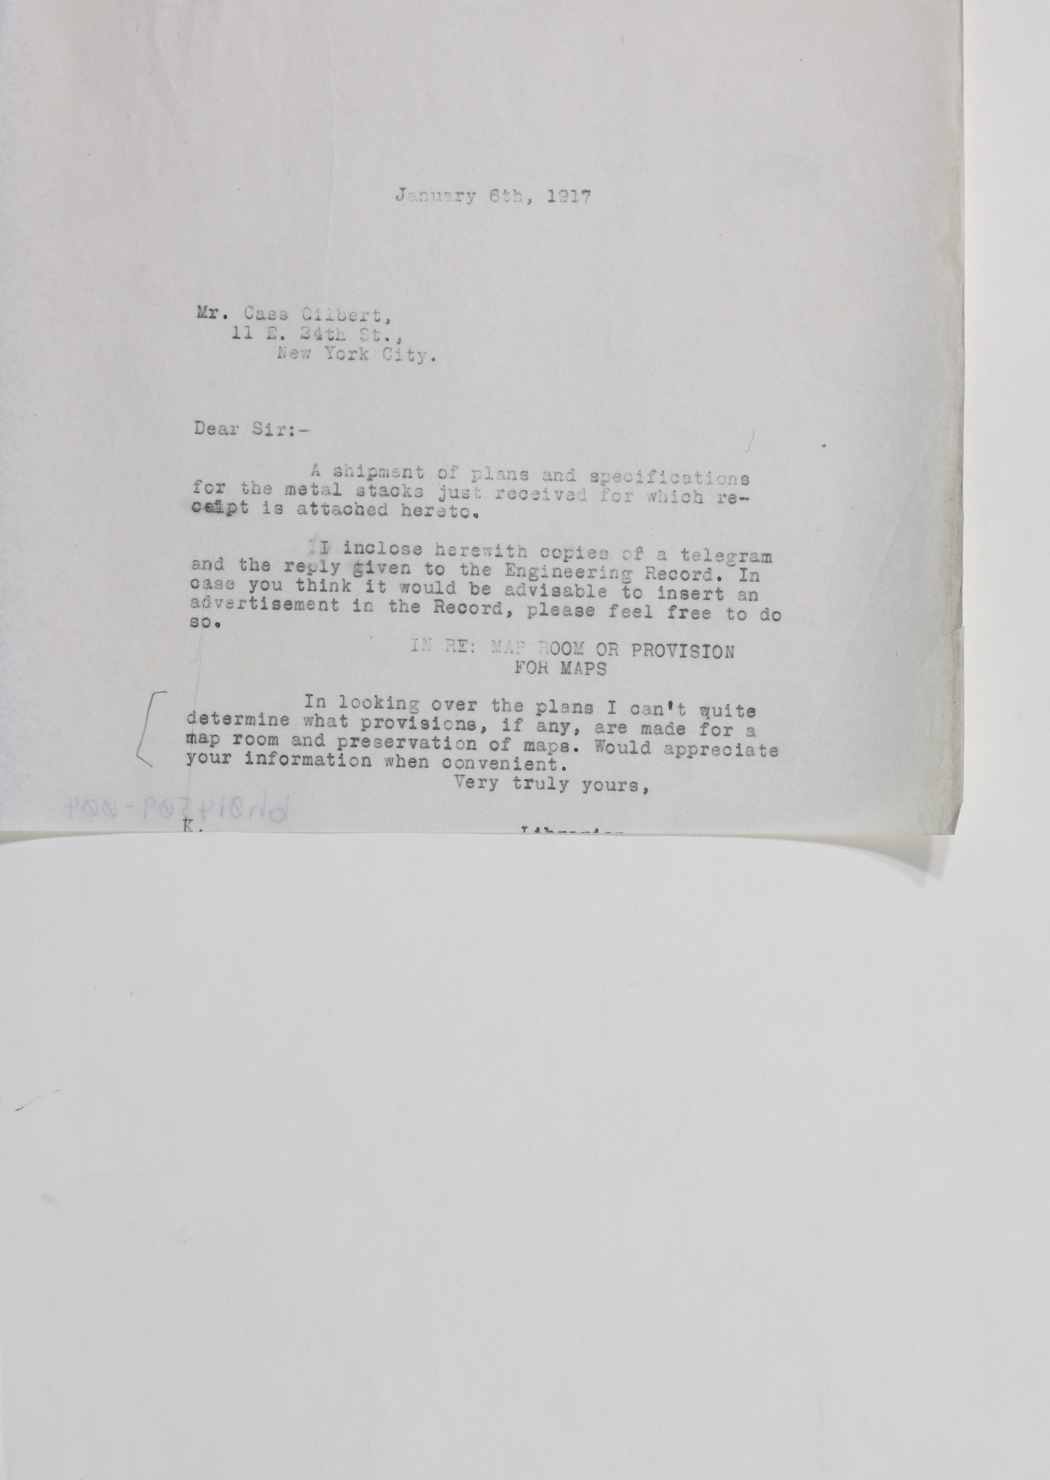 January 6th, 1917
Mr. Cass Gilbert,
11 E. 24th St.,
New York City.
Dear Sir:-
A shipment of plans and specifications
for the metal stacks just received for which re-
ceipt is attached hereto.
I inclose herewith copies of a telegram
and the reply given to the Engineering Record. In
case you think it would be advisable to insert an
advertisement in the Record, please feel free to do
so.
IN RE: MAP ROOM OR PROVISION
FOR MAPS
In looking over the plans I can't quite
determine what provisions, if any, are made for a
map room and preservation of maps. Would appreciate
your information when convenient.
Very truly yours,
bh014509-004
K.
Librarian